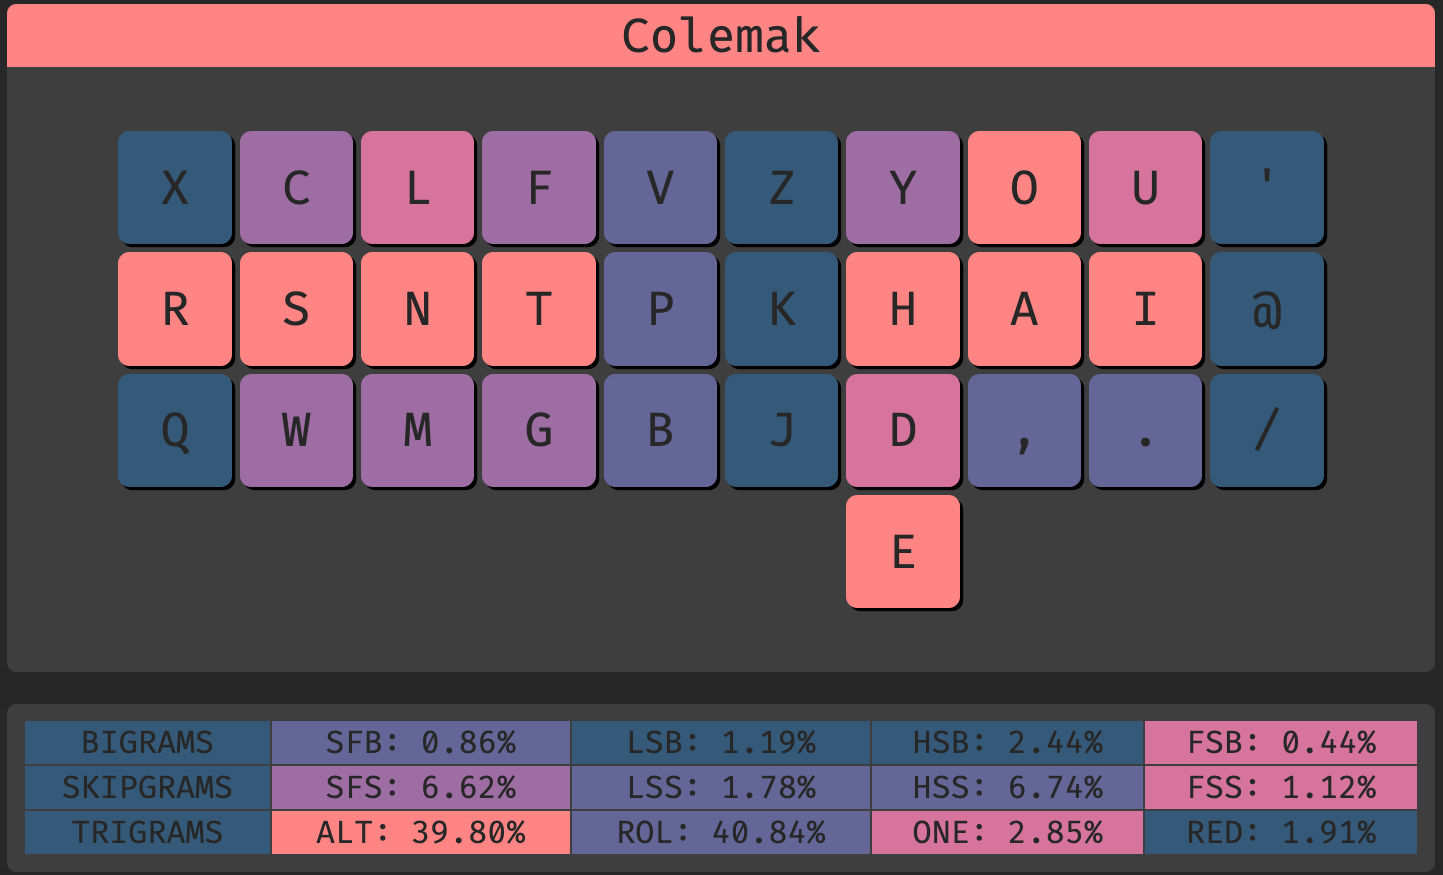 Colemak
X C L F V Z Y O U '
R S N T P K H A I @
Q W M G B J D , . /
E
BIGRAMS SFB: 0.86% LSB: 1.19% HSB: 2.44% FSB: 0.44%
SKIPGRAMS SFS: 6.62% LSS: 1.78% HSS: 6.74% FSS: 1.12%
TRIGRAMS ALT: 39.80% ROL: 40.84% ONE: 2.85% RED: 1.91%